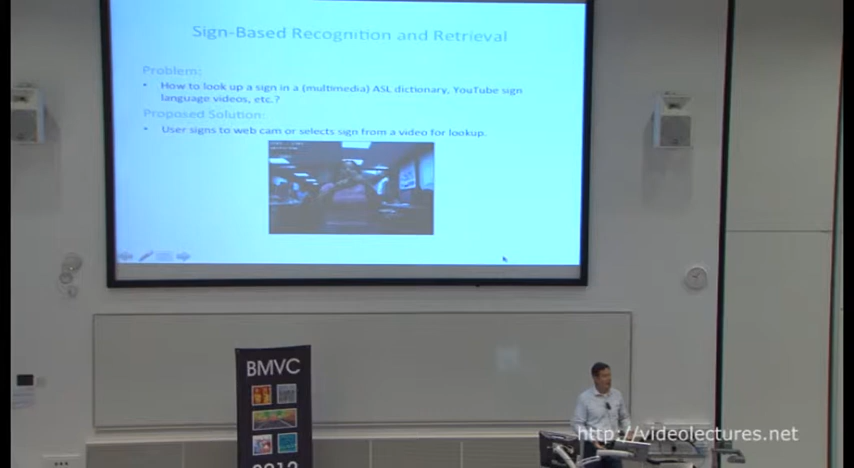 Sign-Based Recognition and Retrieval
Problem:
• How to look up a sign in a (multimedia) ASL dictionary, YouTube sign
language videos, etc.?
Proposed Solution:
• User signs to web cam or selects sign from a video for lookup.
BMVC
http://videolectures.net